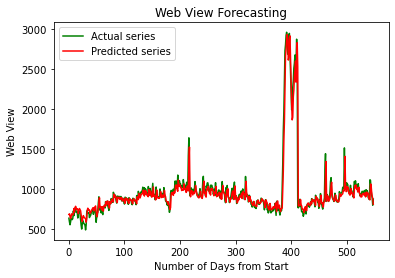 Web View Forecasting
Actual series
Predicted series
3000
2500
2000
1500
1000
500
Web View
0
100
200
300
400
500
Number of Days from Start